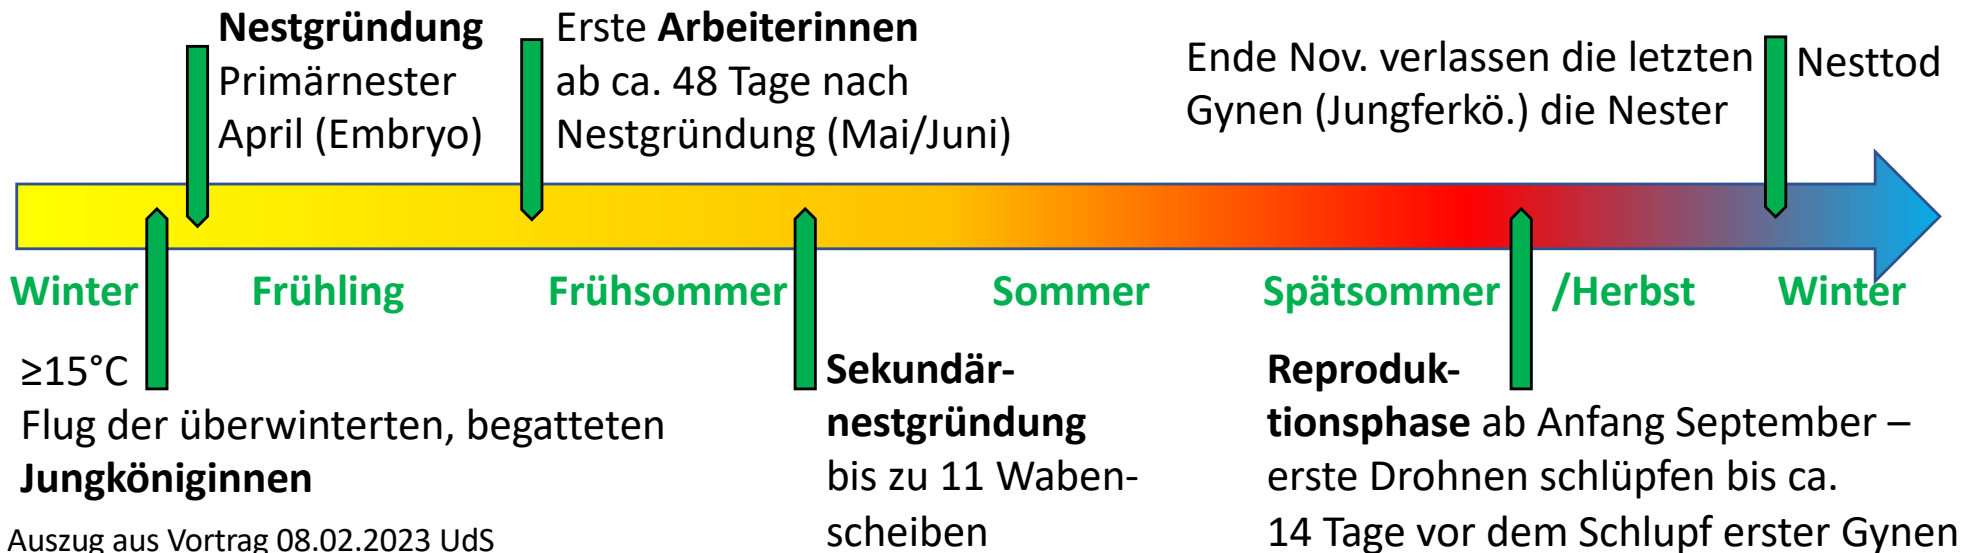 Nestgründung
Primärnester
April (Embryo)
Erste Arbeiterinnen
ab ca. 48 Tage nach
Nestgründung (Mai/Juni)
Ende Nov. verlassen die letzten
Gynen (Jungferkö.) die Nester
Nesttod
Winter
Frühling
Frühsommer
Sommer
Spätsommer
/Herbst
Winter
≥15°C
Flug der überwinterten, begatteten
Jungköniginnen
Auszug aus Vortrag 08.02.2023 UdS
Sekundär-
nestgründung
bis zu 11 Waben-
scheiben
Reproduk-
tionsphase ab Anfang September –
erste Drohnen schlüpfen bis ca.
14 Tage vor dem Schlupf erster Gynen